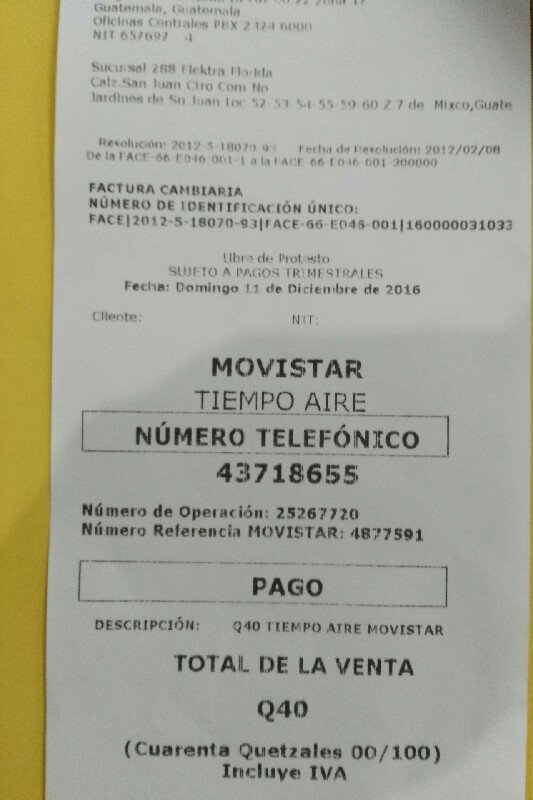 Guatemala, Guatemala
Oficinas Centrales PBX 2324 6000
NIT 657697 - 4
Sucursal 288 Elektra Florida
Calz.San Juan Ctro Com No
Jardines de Sn Juan Loc 52-53-54-55-59-60 Z.7 de Mixco,Guate
Resolución: 2012-5-18070-93 Fecha de Resolución: 2012/02/08
De la FACE-66-E046-001-1 a la FACE-66-E046-001-300000
FACTURA CAMBIARIA
NÚMERO DE IDENTIFICACIÓN ÚNICO:
FACE|2012-5-18070-93|FACE-66-E046-001|160000031033
Libre de Protesto
SUJETO A PAGOS TRIMESTRALES
Fecha: Domingo 11 de Diciembre de 2016
Cliente: NIT:
MOVISTAR
TIEMPO AIRE
NÚMERO TELEFÓNICO
43718655
Número de Operación: 25267720
Número Referencia MOVISTAR: 4877591
PAGO
DESCRIPCIÓN: Q40 TIEMPO AIRE MOVISTAR
TOTAL DE LA VENTA
Q40
(Cuarenta Quetzales 00/100)
Incluye IVA